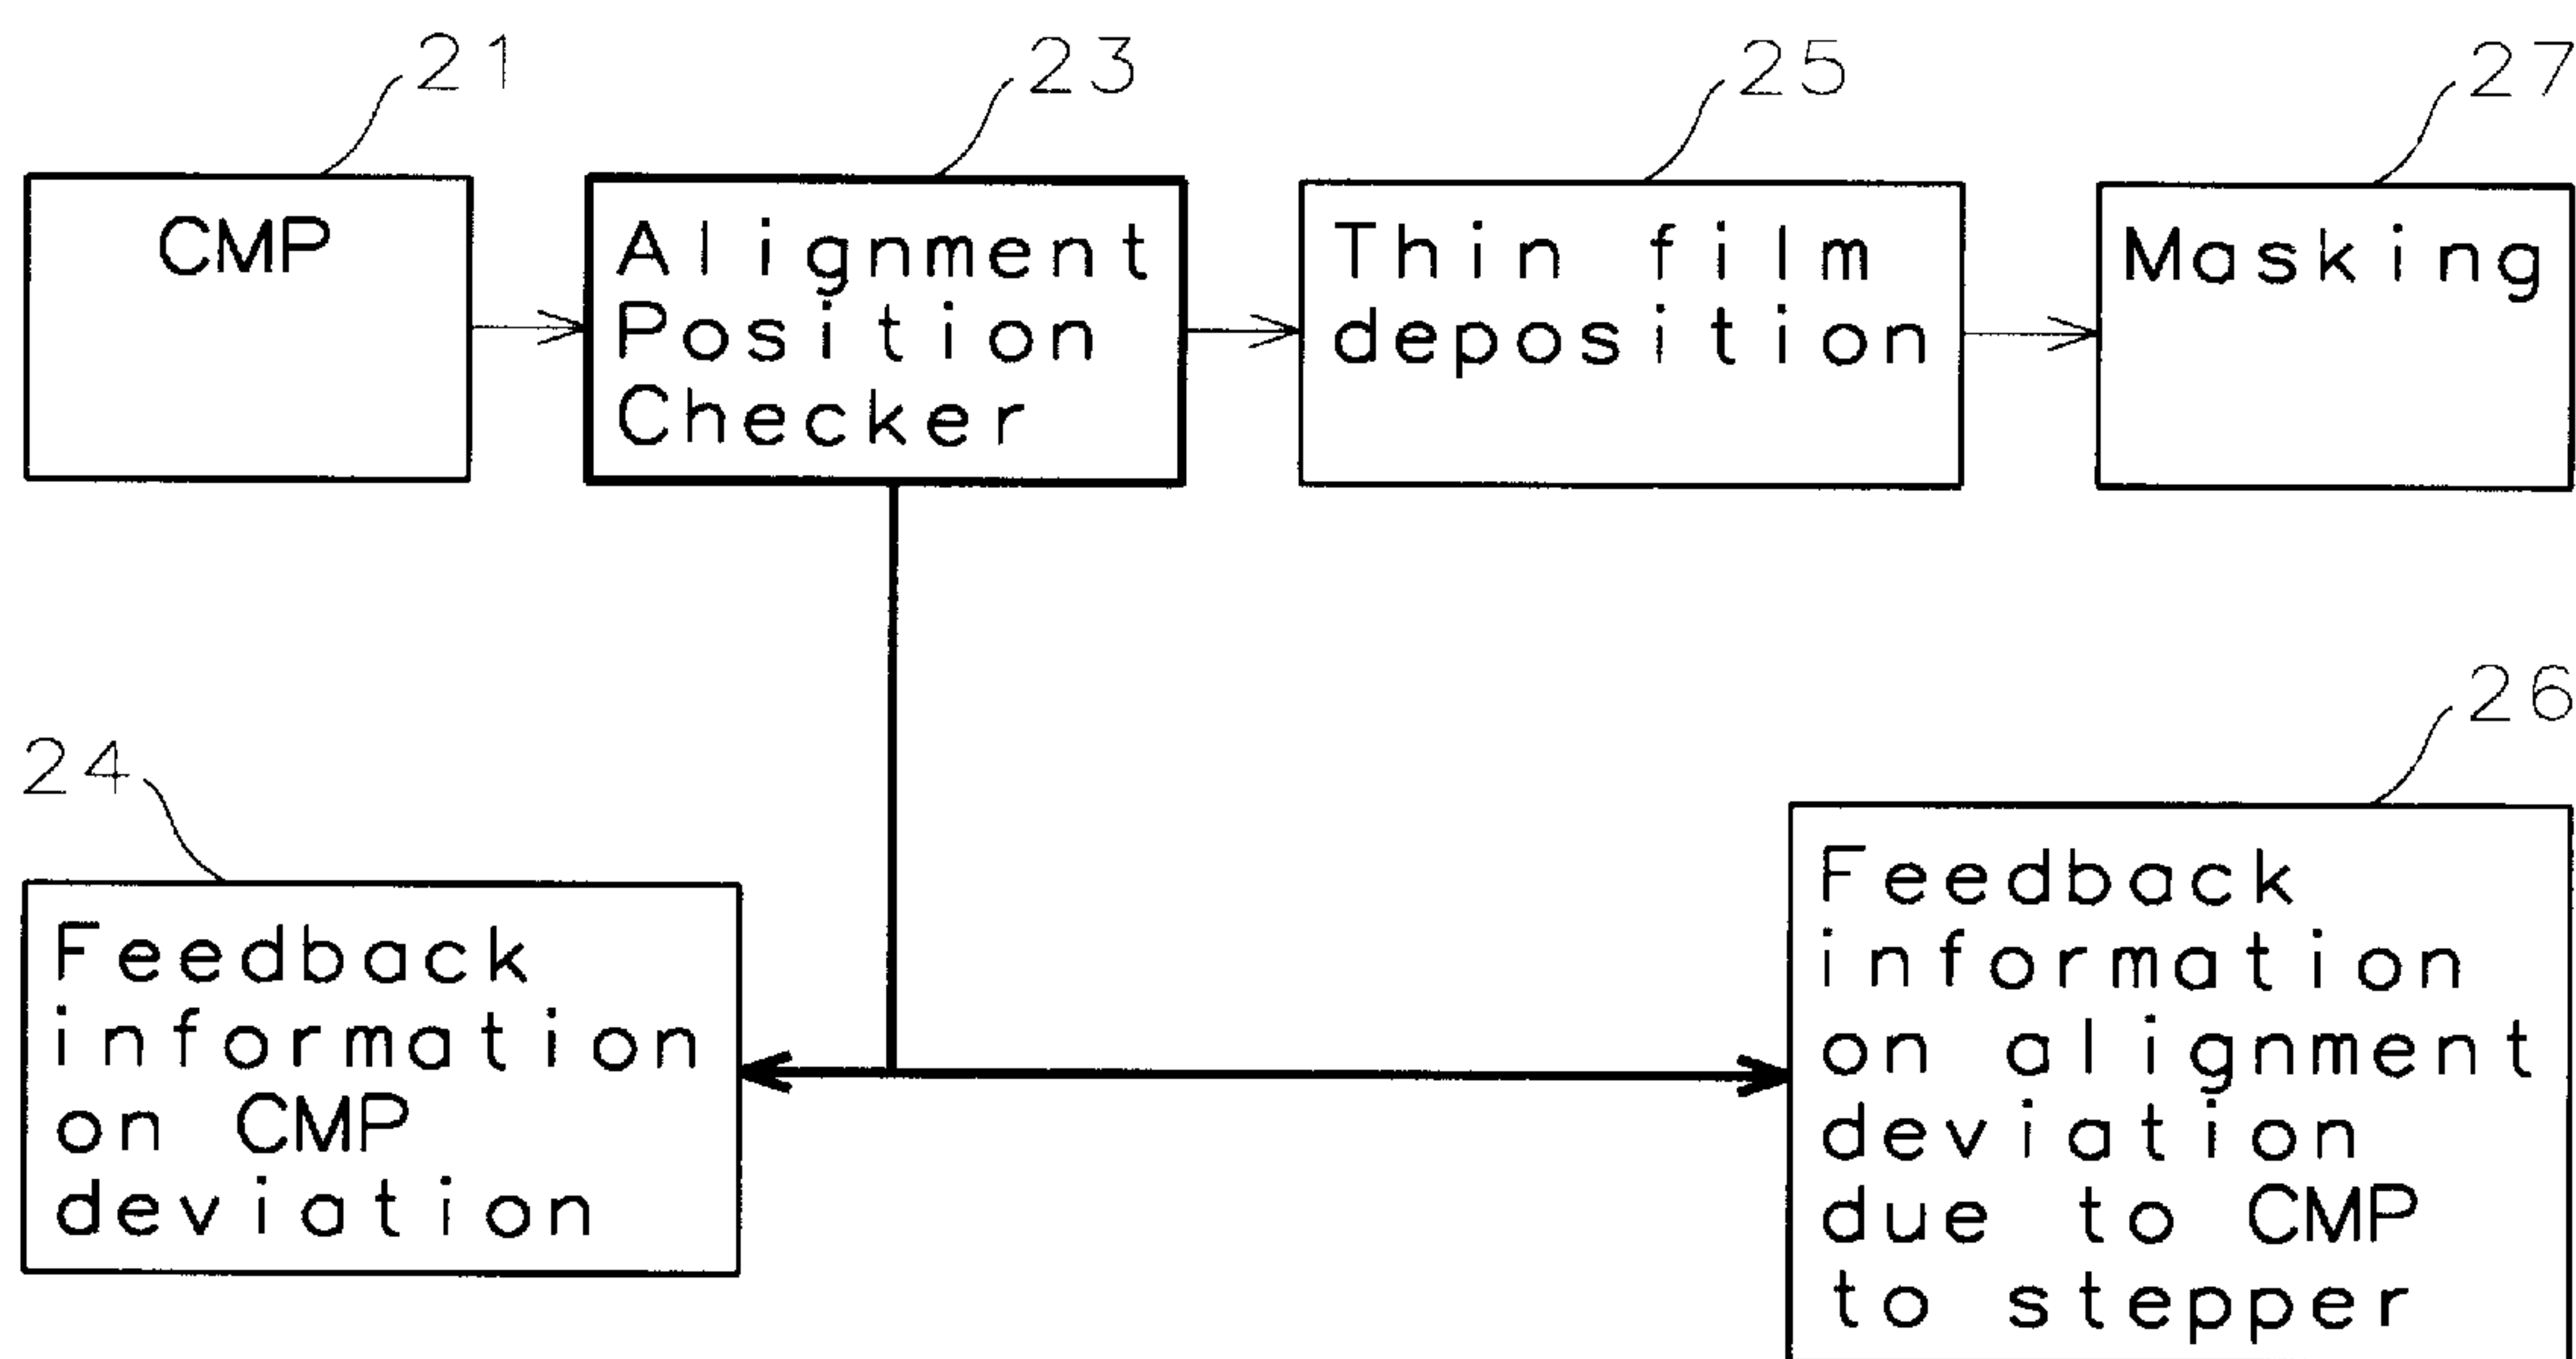 21
CMP
23
Alignment
Position
Checker
25
Thin film
deposition
27
Masking
24
Feedback
information
on CMP
deviation
26
Feedback
information
on alignment
deviation
due to CMP
to stepper